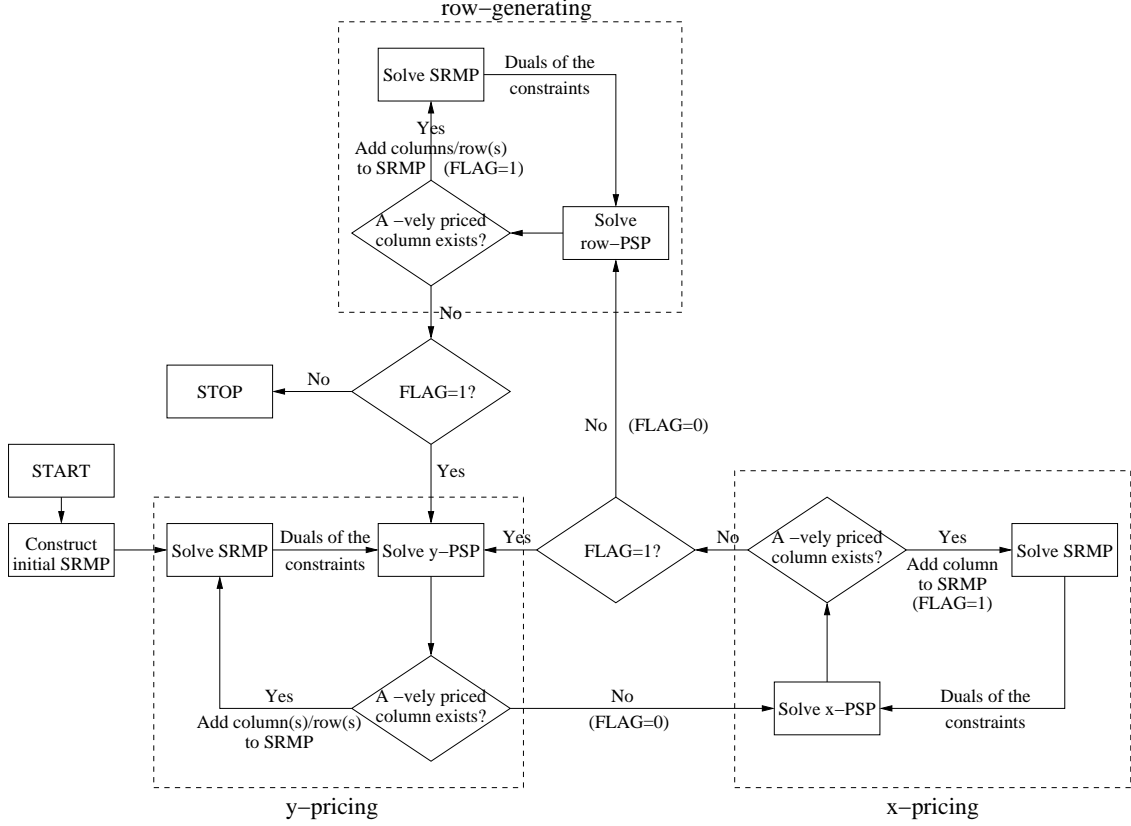 row−generating
Solve SRMP
Duals of the
constraints
Yes
Add columns/row(s)
to SRMP (FLAG=1)
A −vely priced
column exists?
Solve
row−PSP
No
FLAG=1?
No
STOP
Yes
No (FLAG=0)
START
Construct
initial SRMP
Solve SRMP
Duals of the
constraints
Solve y−PSP
Yes
FLAG=1?
No
A −vely priced
column exists?
Yes
Add column
to SRMP
(FLAG=1)
Solve SRMP
Yes
Add column(s)/row(s)
to SRMP
A −vely priced
column exists?
No
(FLAG=0)
Solve x−PSP
Duals of the
constraints
y−pricing
x−pricing